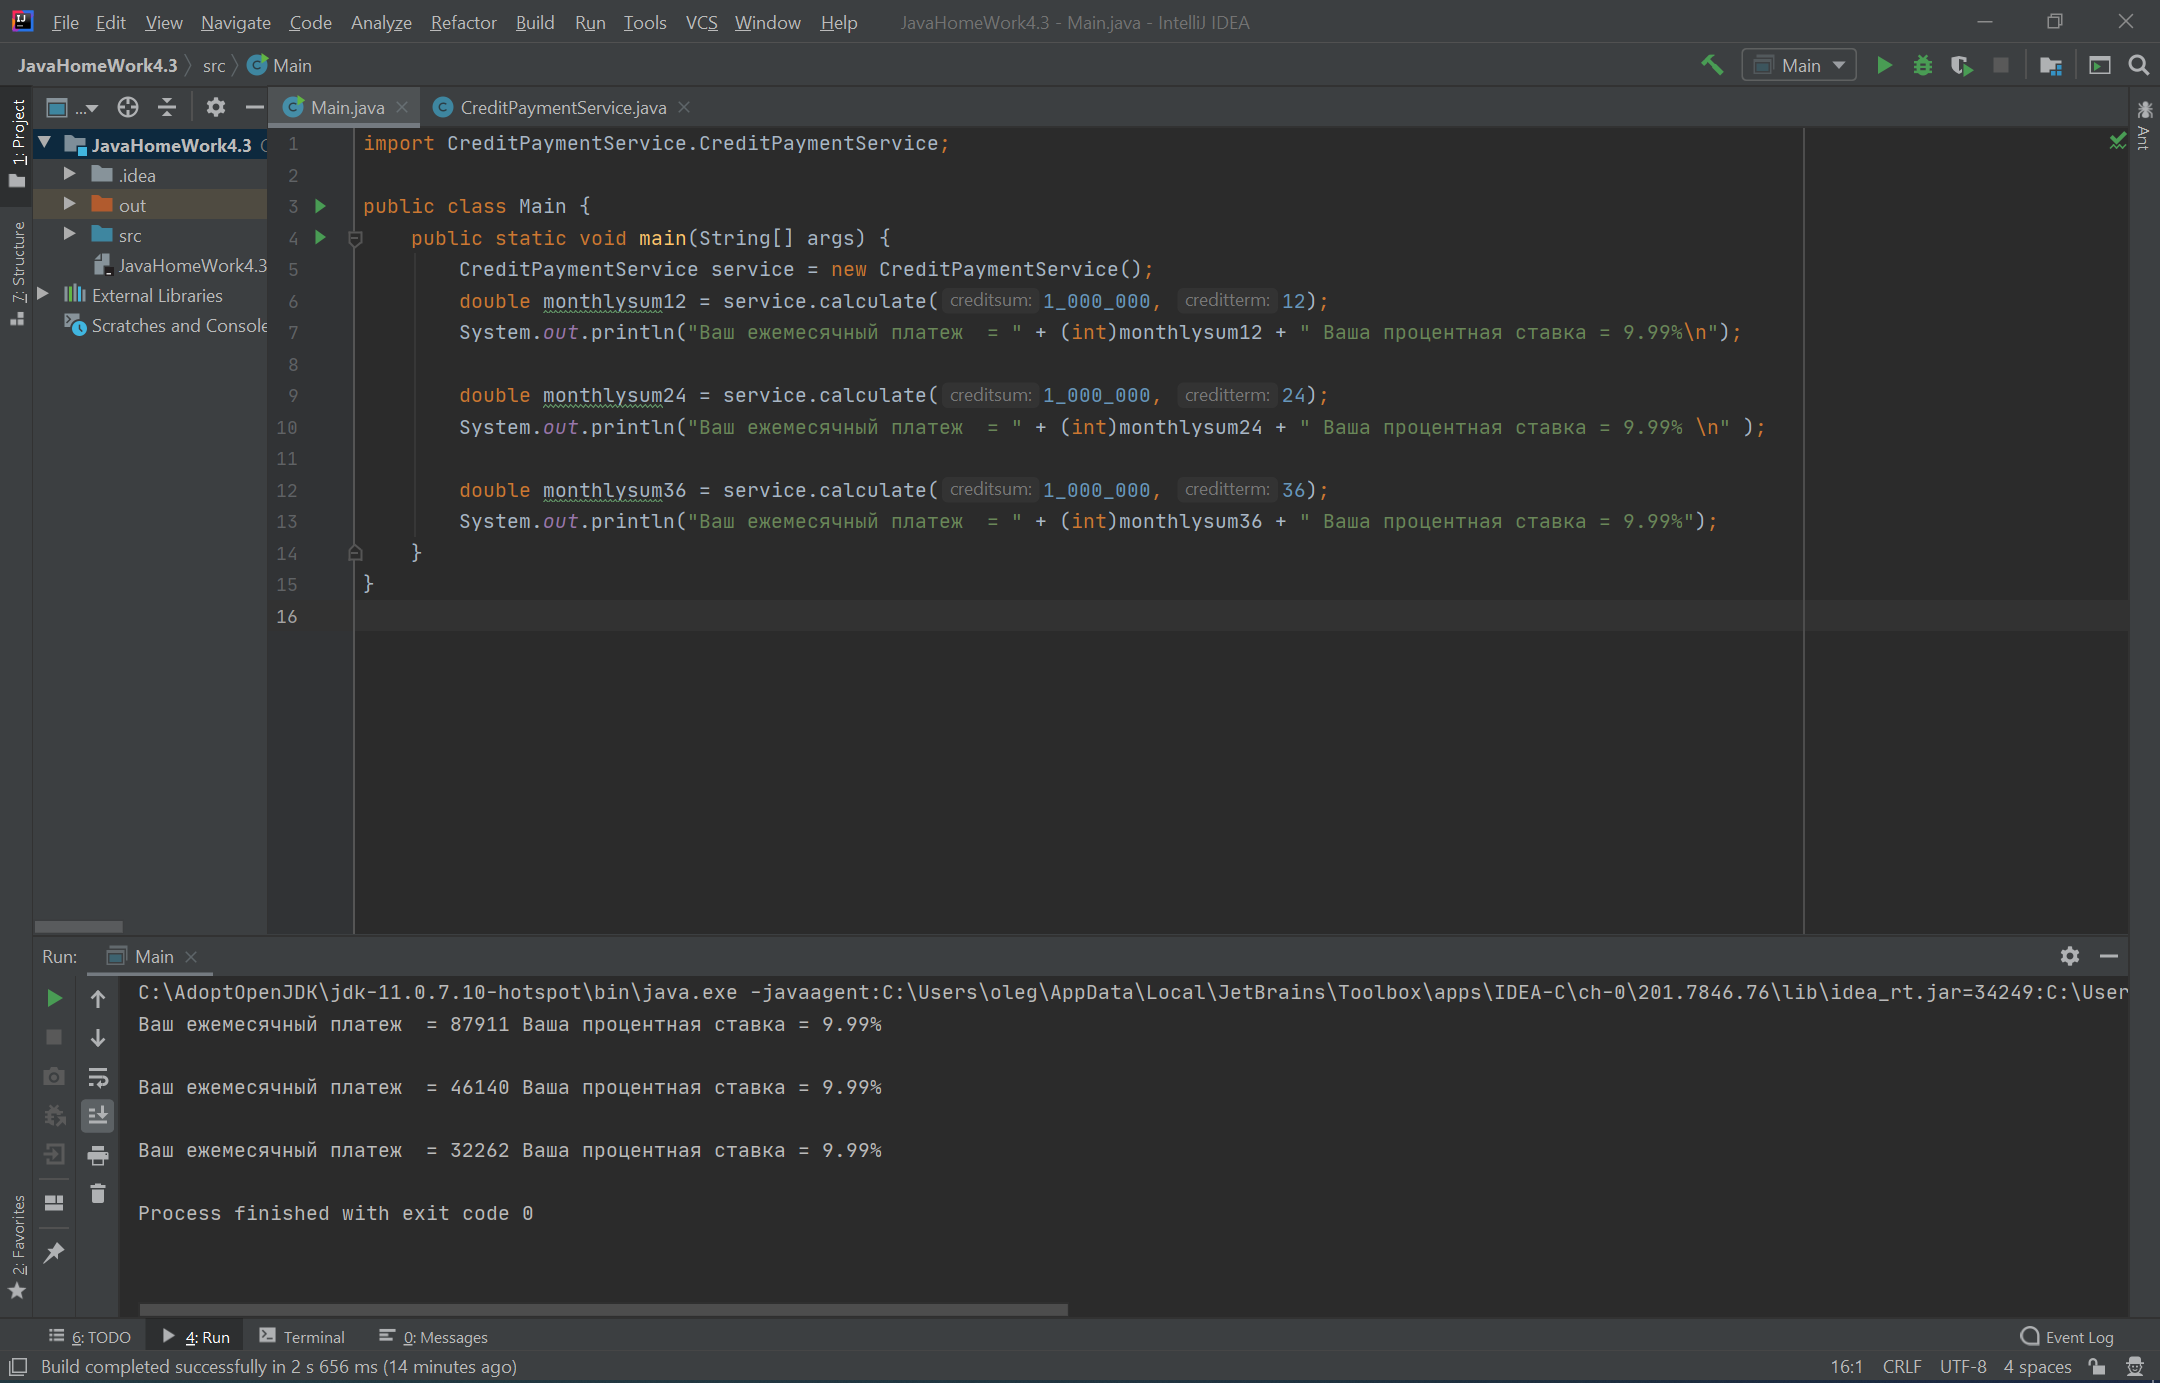 File Edit View Navigate Code Analyze Refactor Build Run Tools VCS Window Help JavaHomeWork4.3 - Main.java - IntelliJ IDEA
JavaHomeWork4.3 src Main
Main
1: Project
...
Main.java
CreditPaymentService.java
JavaHomeWork4.3
.idea
out
src
JavaHomeWork4.3
External Libraries
Scratches and Console
7: Structure
Ant
1 import CreditPaymentService.CreditPaymentService;
2
3 public class Main {
4 public static void main(String[] args) {
5 CreditPaymentService service = new CreditPaymentService();
6 double monthlysum12 = service.calculate( creditsum: 1_000_000, creditterm: 12);
7 System.out.println("Ваш ежемесячный платеж  = " + (int)monthlysum12 + " Ваша процентная ставка = 9.99%\n");
8
9 double monthlysum24 = service.calculate( creditsum: 1_000_000, creditterm: 24);
10 System.out.println("Ваш ежемесячный платеж  = " + (int)monthlysum24 + " Ваша процентная ставка = 9.99% \n" );
11
12 double monthlysum36 = service.calculate( creditsum: 1_000_000, creditterm: 36);
13 System.out.println("Ваш ежемесячный платеж  = " + (int)monthlysum36 + " Ваша процентная ставка = 9.99%");
14 }
15 }
16
Run: Main
C:\AdoptOpenJDK\jdk-11.0.7.10-hotspot\bin\java.exe -javaagent:C:\Users\oleg\AppData\Local\JetBrains\Toolbox\apps\IDEA-C\ch-0\201.7846.76\lib\idea_rt.jar=34249:C:\User
Ваш ежемесячный платеж  = 87911 Ваша процентная ставка = 9.99%
Ваш ежемесячный платеж  = 46140 Ваша процентная ставка = 9.99%
Ваш ежемесячный платеж  = 32262 Ваша процентная ставка = 9.99%
Process finished with exit code 0
2: Favorites
6: TODO 4: Run Terminal 0: Messages Event Log
Build completed successfully in 2 s 656 ms (14 minutes ago) 16:1 CRLF UTF-8 4 spaces